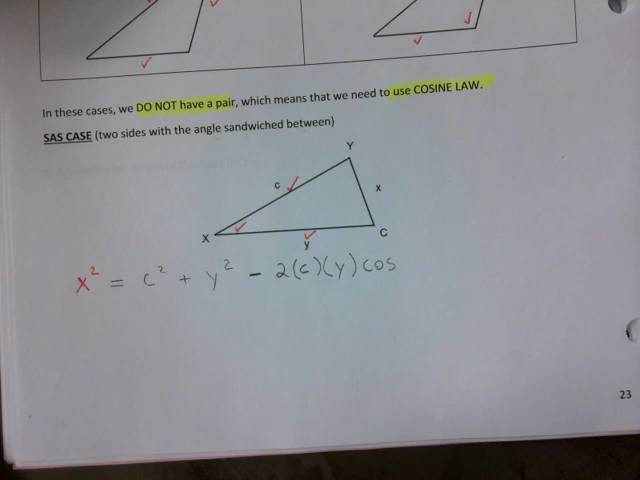 In these cases, we DO NOT have a pair, which means that we need to use COSINE LAW.
SAS CASE (two sides with the angle sandwiched between)
Y
c
x
X
y
C
x² = c² + y² - 2(c)(y)cos
23